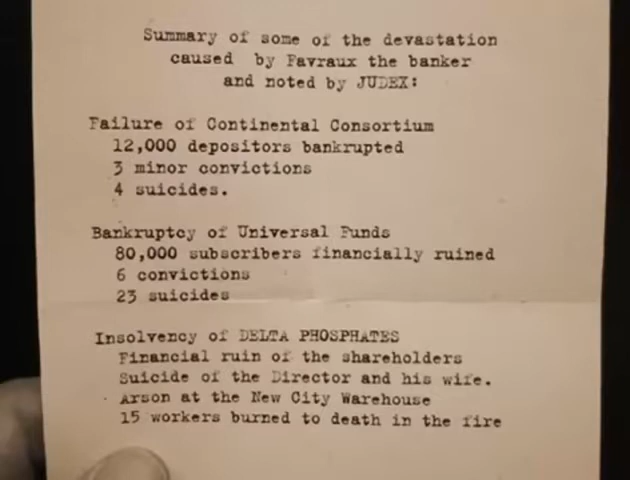 Summary of some of the devastation
caused by Favraux the banker
and noted by JUDEX:
Failure of Continental Consortium
12,000 depositors bankrupted
3 minor convictions
4 suicides.
Bankruptcy of Universal Funds
80,000 subscribers financially ruined
6 convictions
23 suicides
Insolvency of DELTA PHOSPHATES
Financial ruin of the shareholders
Suicide of the Director and his wife.
Arson at the New City Warehouse
15 workers burned to death in the fire